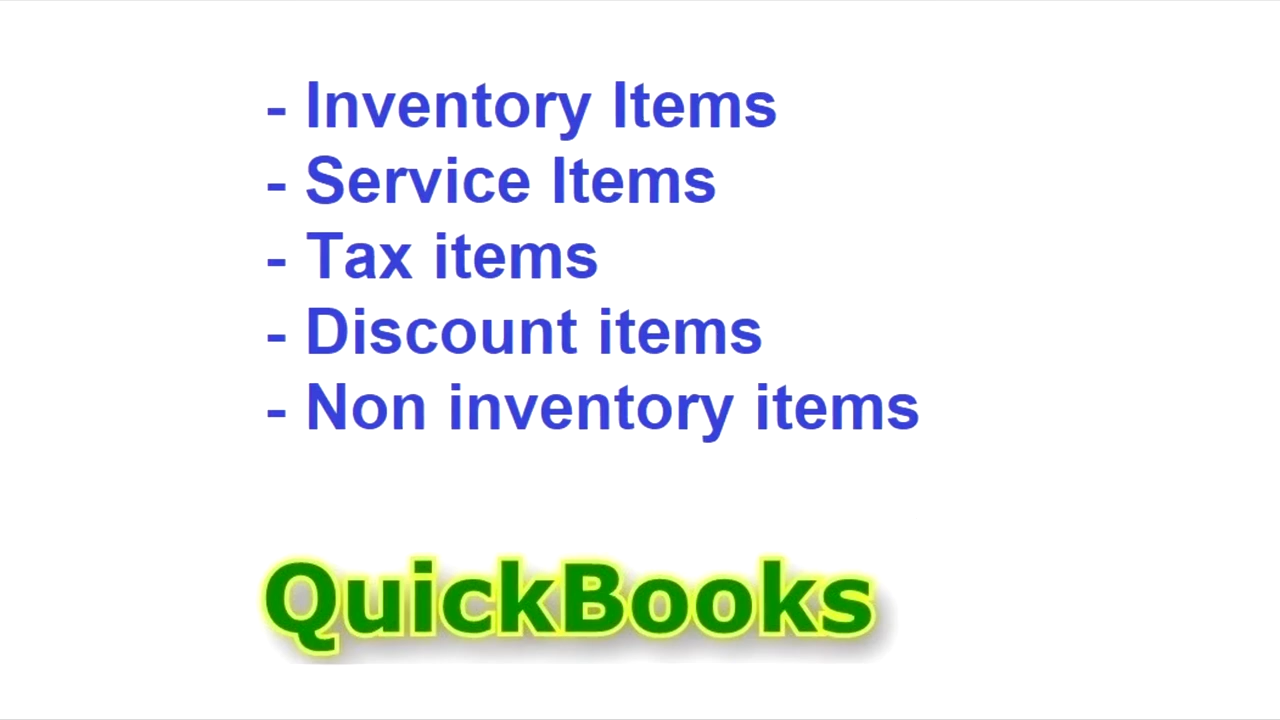 - Inventory Items
- Service Items
- Tax items
- Discount items
- Non inventory items
QuickBooks